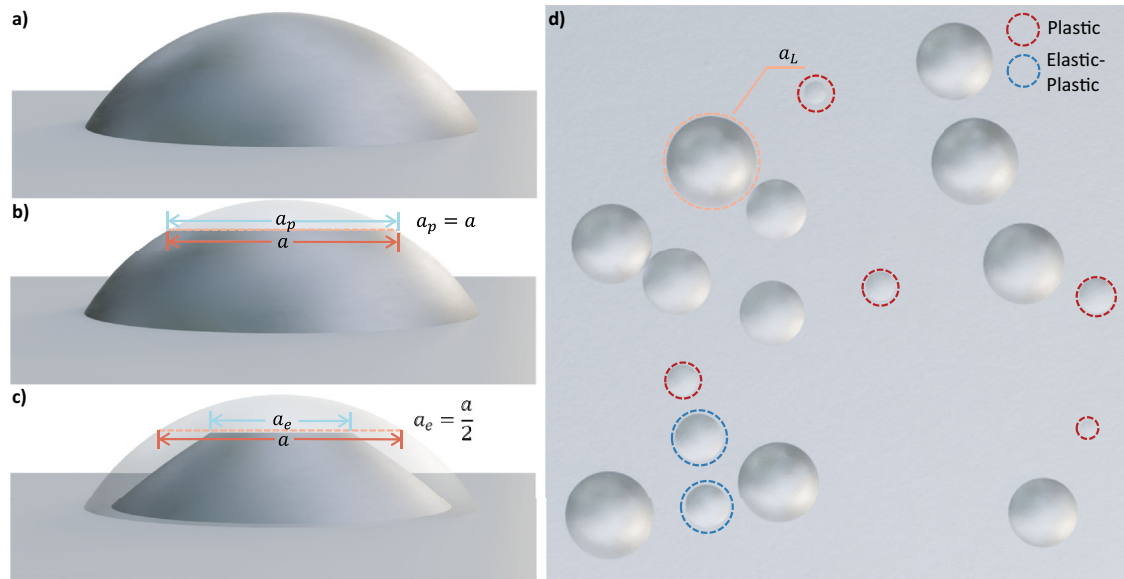 a)
b)
a_p
a_p = a
a
c)
a_e
a_e = a/2
a
d)
a_L
Plastic
Elastic-
Plastic